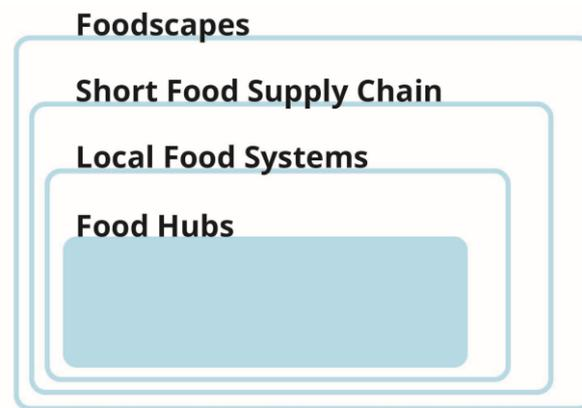 Foodscapes
Short Food Supply Chain
Local Food Systems
Food Hubs